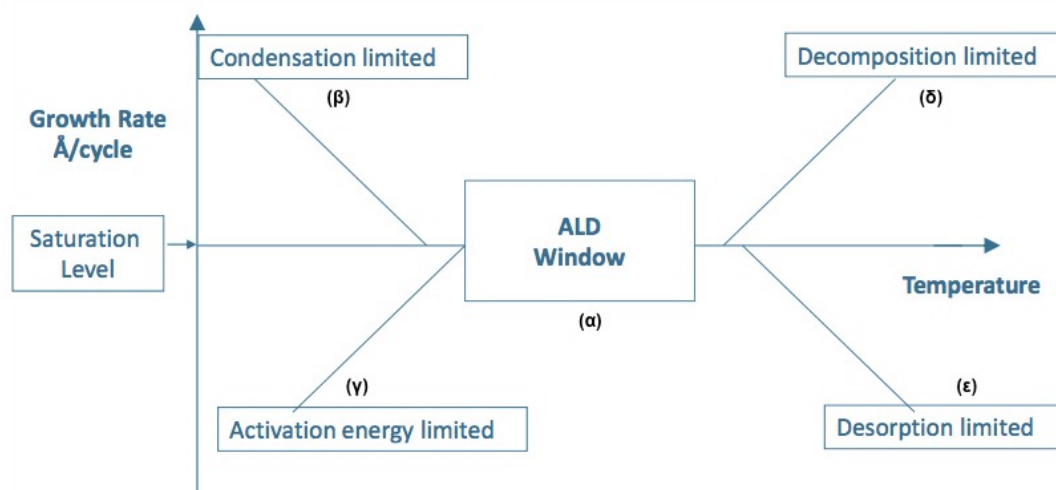 Condensation limited
Decomposition limited
(β)
(δ)
Growth Rate
Å/cycle
ALD
Window
Saturation
Level
Temperature
(α)
(γ)
(ε)
Activation energy limited
Desorption limited